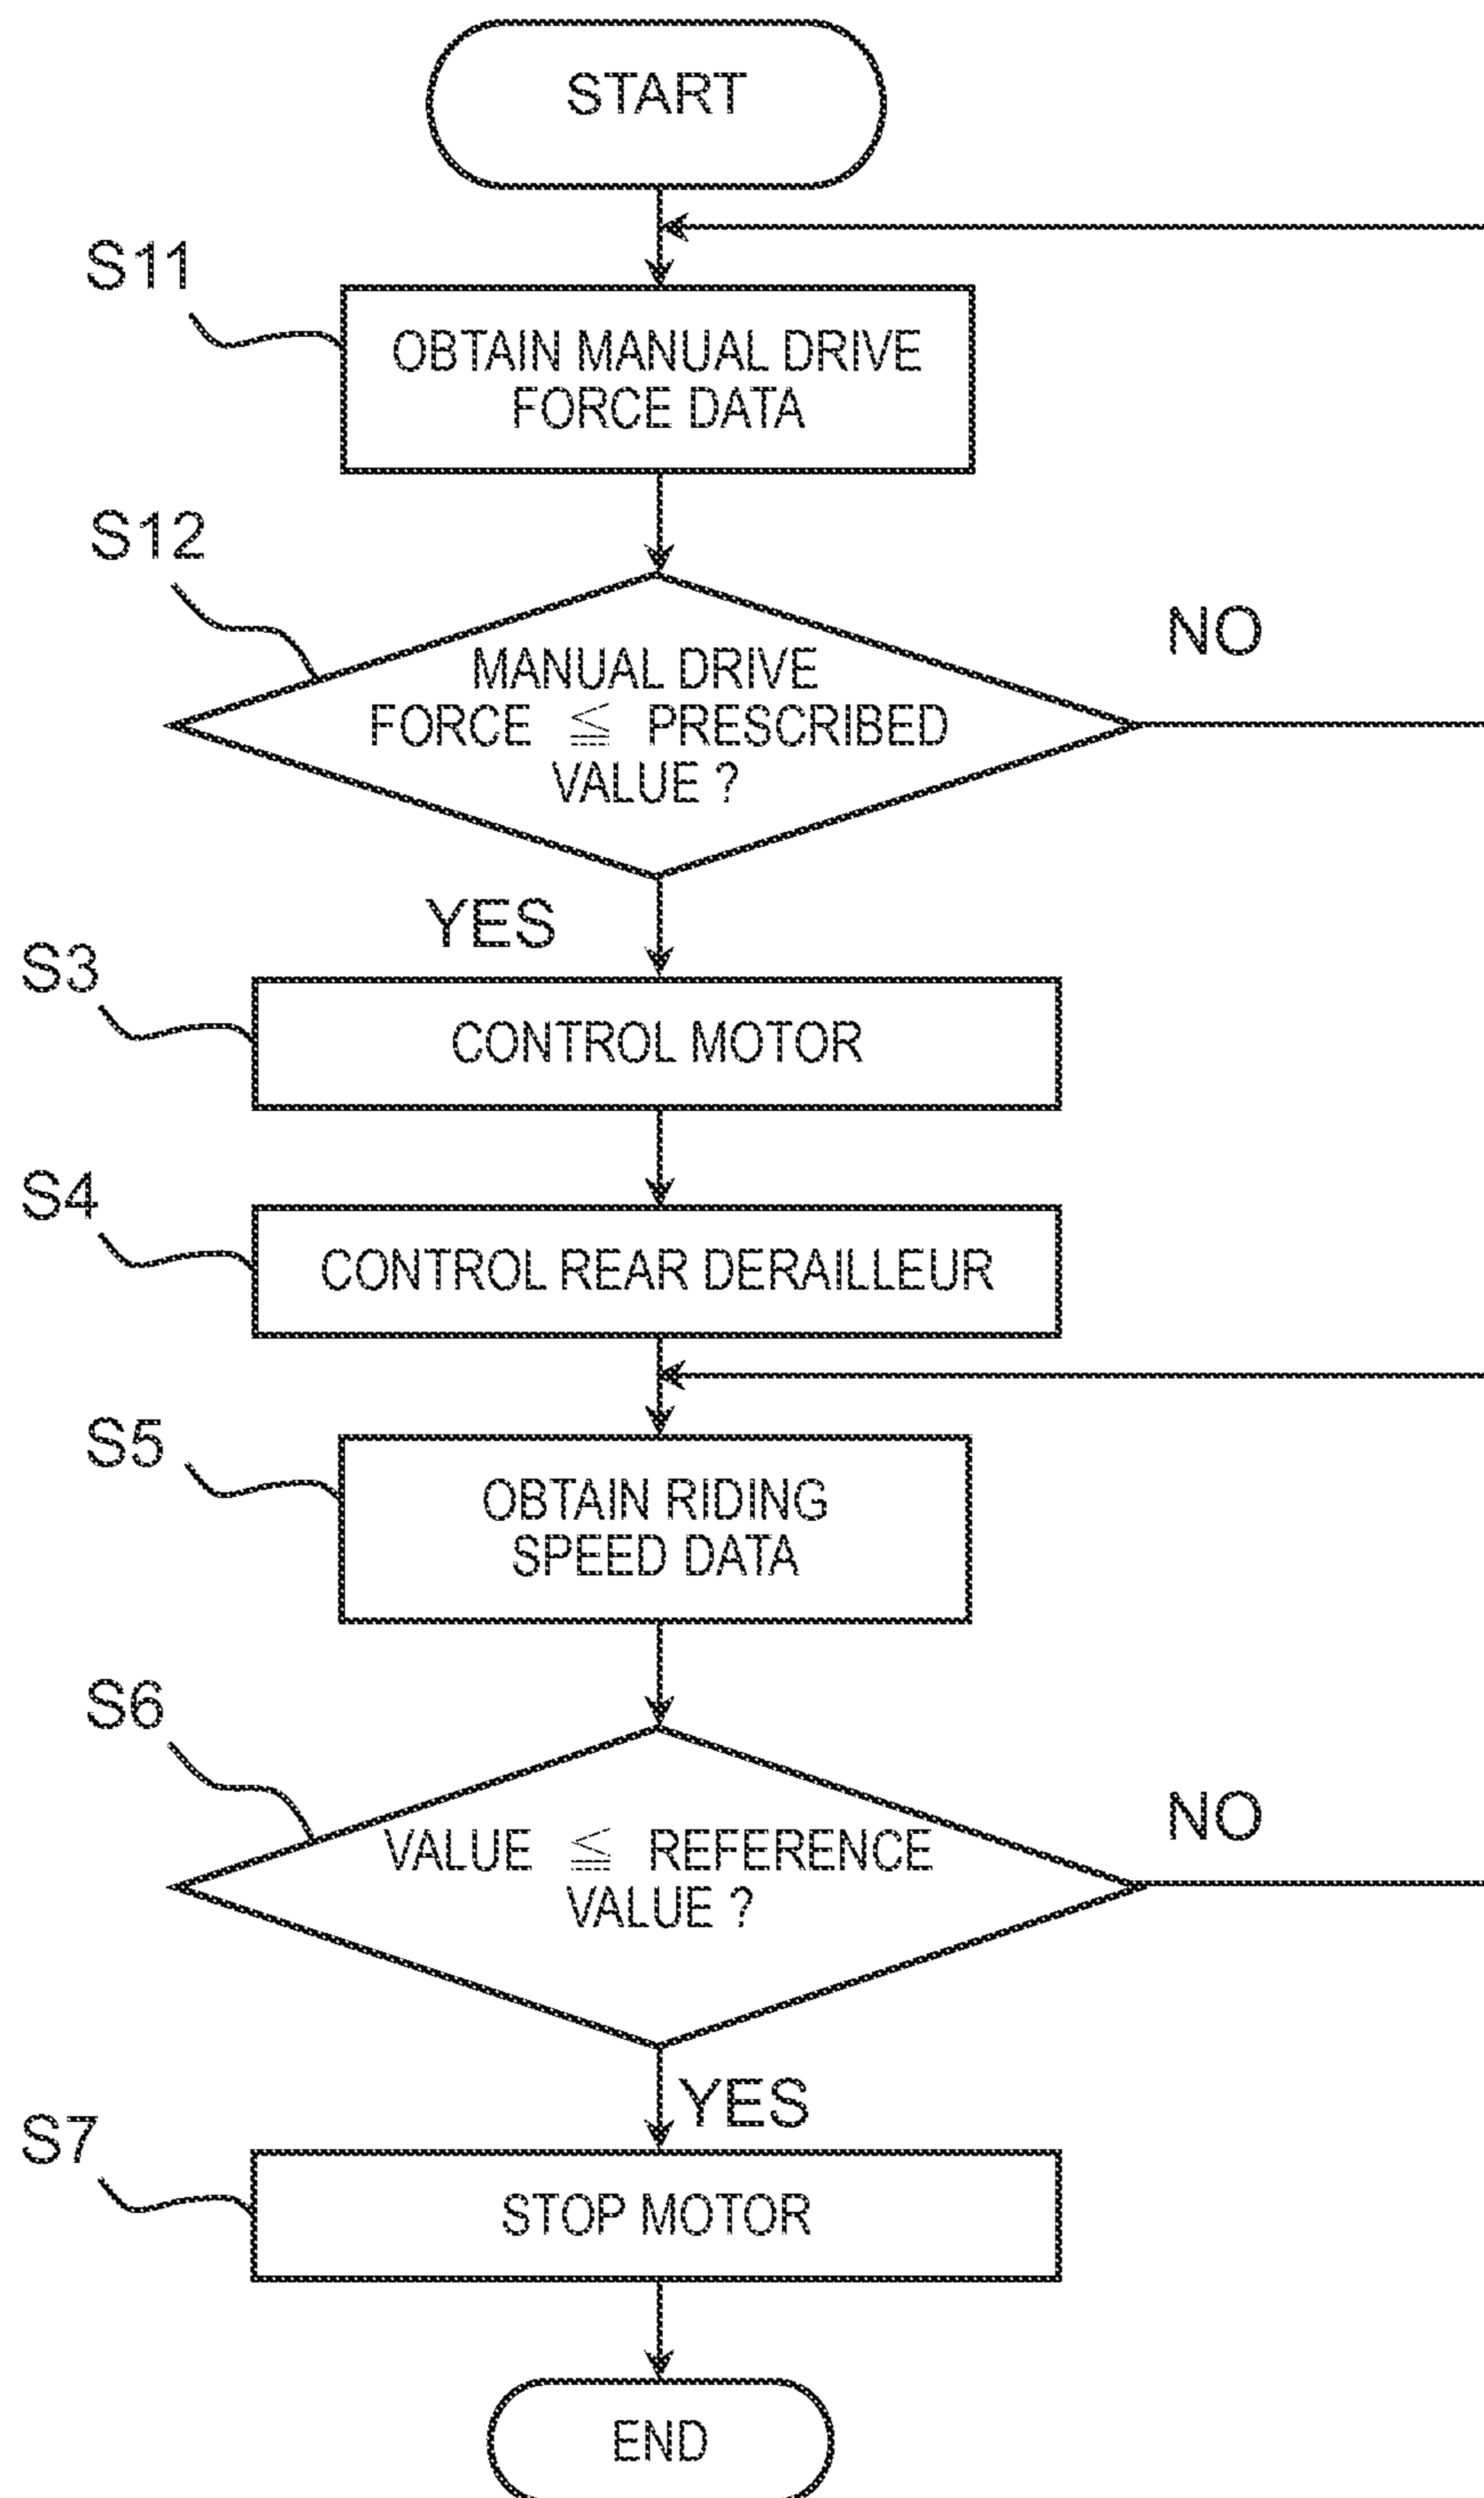 START
S11
OBTAIN MANUAL DRIVE
FORCE DATA
S12
MANUAL DRIVE
FORCE ≦ PRESCRIBED
VALUE ?
NO
YES
S3
CONTROL MOTOR
S4
CONTROL REAR DERAILLEUR
S5
OBTAIN RIDING
SPEED DATA
S6
VALUE ≦ REFERENCE
VALUE ?
NO
YES
S7
STOP MOTOR
END